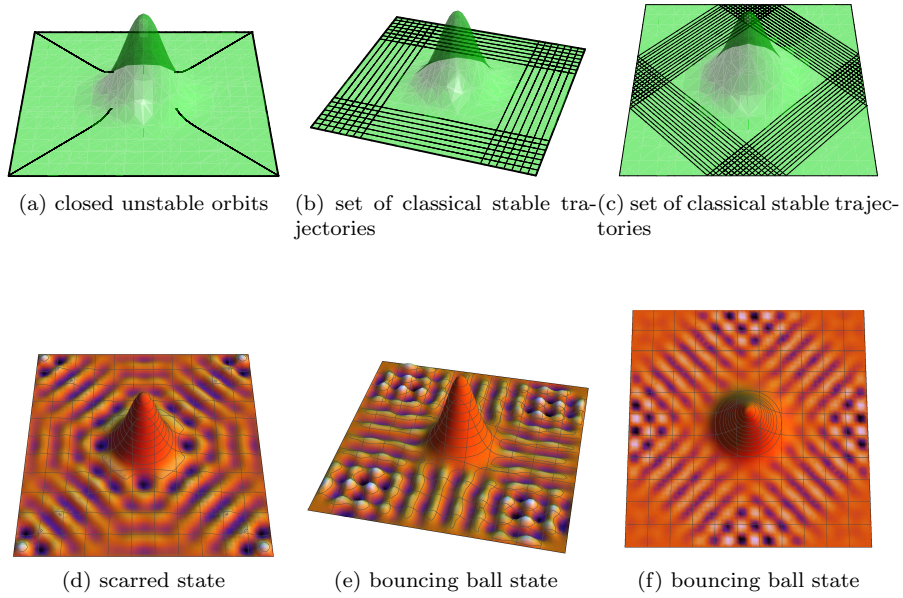 (a) closed unstable orbits
(b) set of classical stable tra-
jectories
(c) set of classical stable trajec-
tories
(d) scarred state
(e) bouncing ball state
(f) bouncing ball state